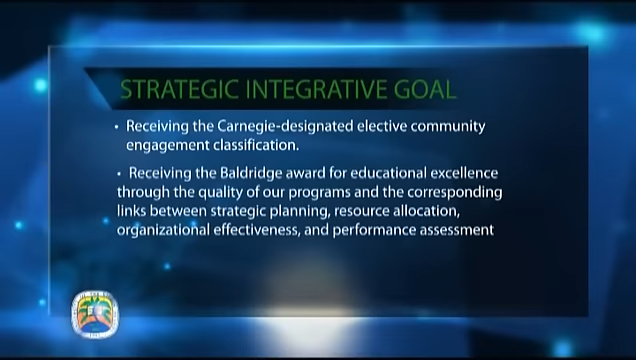 STRATEGIC INTEGRATIVE GOAL
• Receiving the Carnegie-designated elective community
engagement classification.
• Receiving the Baldridge award for educational excellence
through the quality of our programs and the corresponding
links between strategic planning, resource allocation,
organizational effectiveness, and performance assessment